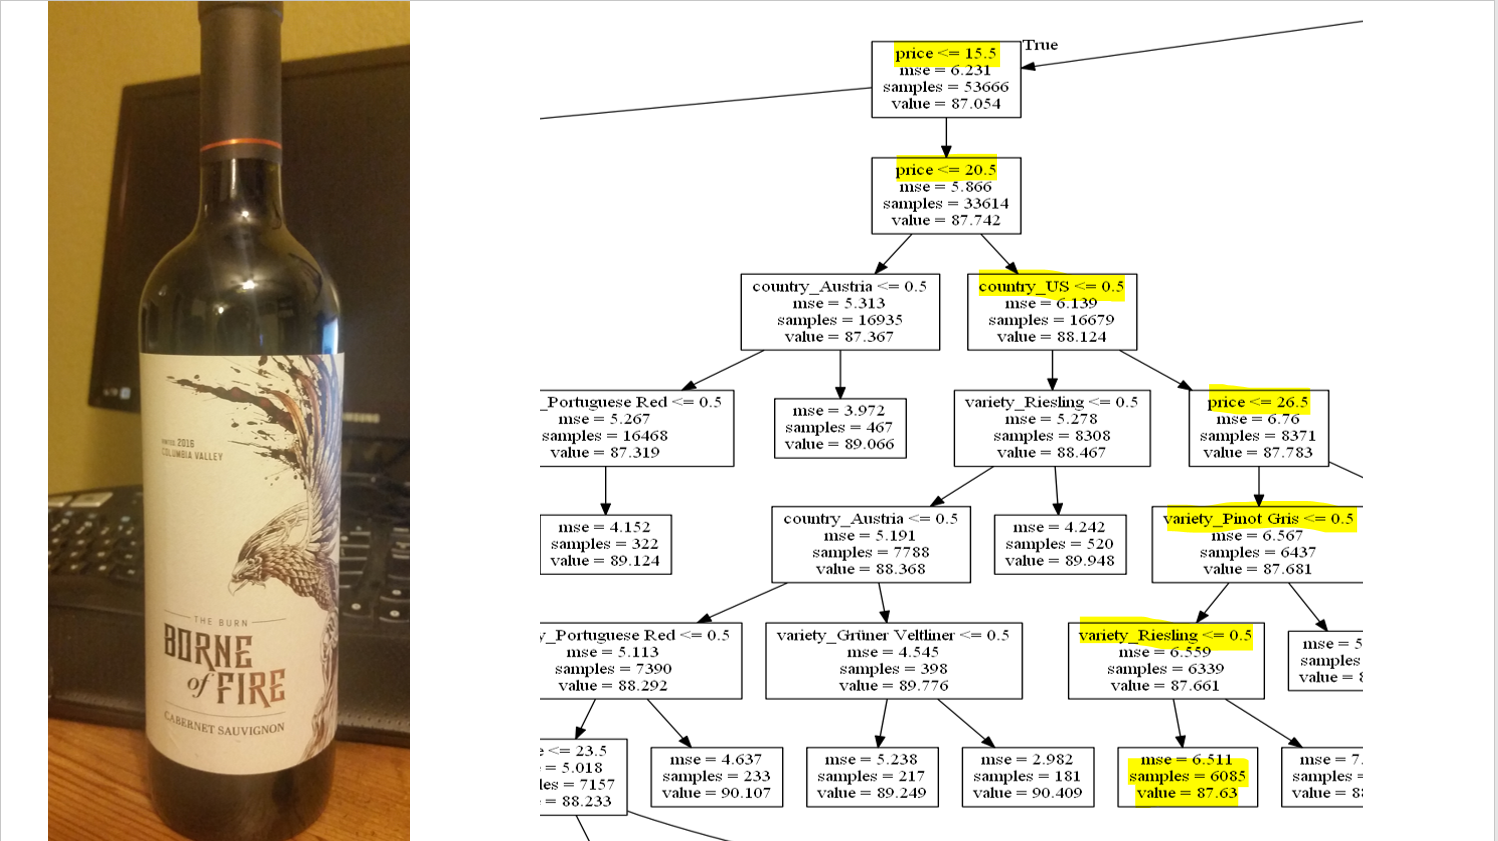 VINTAGE 2016
COLUMBIA VALLEY
THE BURN
BORNE
of FIRE
CABERNET SAUVIGNON
SAMSUNG
True
price <= 15.5
mse = 6.231
samples = 53666
value = 87.054
price <= 20.5
mse = 5.866
samples = 33614
value = 87.742
country_Austria <= 0.5
mse = 5.313
samples = 16935
value = 87.367
country_US <= 0.5
mse = 6.139
samples = 16679
value = 88.124
_Portuguese Red <= 0.5
mse = 5.267
samples = 16468
value = 87.319
mse = 3.972
samples = 467
value = 89.066
variety_Riesling <= 0.5
mse = 5.278
samples = 8308
value = 88.467
price <= 26.5
mse = 6.76
samples = 8371
value = 87.783
mse = 4.152
samples = 322
value = 89.124
country_Austria <= 0.5
mse = 5.191
samples = 7788
value = 88.368
mse = 4.242
samples = 520
value = 89.948
variety_Pinot Gris <= 0.5
mse = 6.567
samples = 6437
value = 87.681
y_Portuguese Red <= 0.5
mse = 5.113
samples = 7390
value = 88.292
variety_Grüner Veltliner <= 0.5
mse = 4.545
samples = 398
value = 89.776
variety_Riesling <= 0.5
mse = 6.559
samples = 6339
value = 87.661
mse = 5
samples
value = 8
e <= 23.5
= 5.018
les = 7157
= 88.233
mse = 4.637
samples = 233
value = 90.107
mse = 5.238
samples = 217
value = 89.249
mse = 2.982
samples = 181
value = 90.409
mse = 6.511
samples = 6085
value = 87.63
mse = 7.
samples =
value = 88